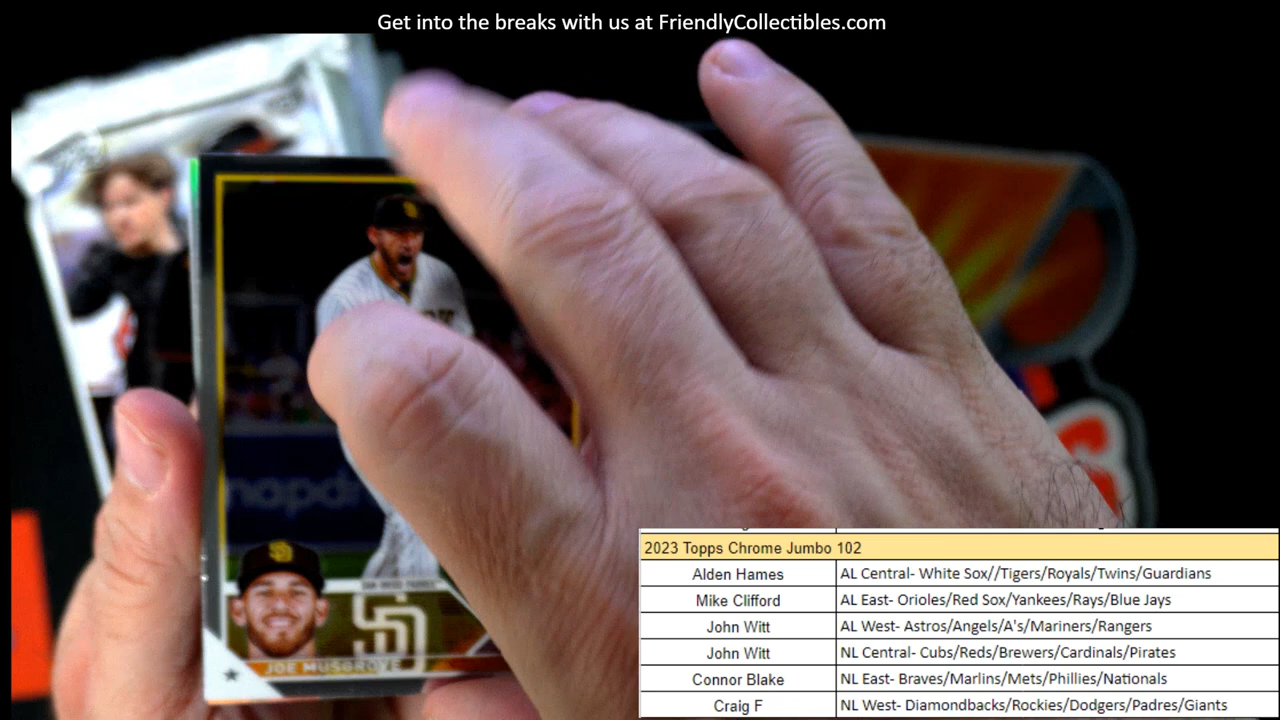 Get into the breaks with us at FriendlyCollectibles.com
napdr
SD
JOE MUSGROVE
2023 Topps Chrome Jumbo 102
Alden Hames AL Central- White Sox//Tigers/Royals/Twins/Guardians
Mike Clifford AL East- Orioles/Red Sox/Yankees/Rays/Blue Jays
John Witt AL West- Astros/Angels/A's/Mariners/Rangers
John Witt NL Central- Cubs/Reds/Brewers/Cardinals/Pirates
Connor Blake NL East- Braves/Marlins/Mets/Phillies/Nationals
Craig F NL West- Diamondbacks/Rockies/Dodgers/Padres/Giants